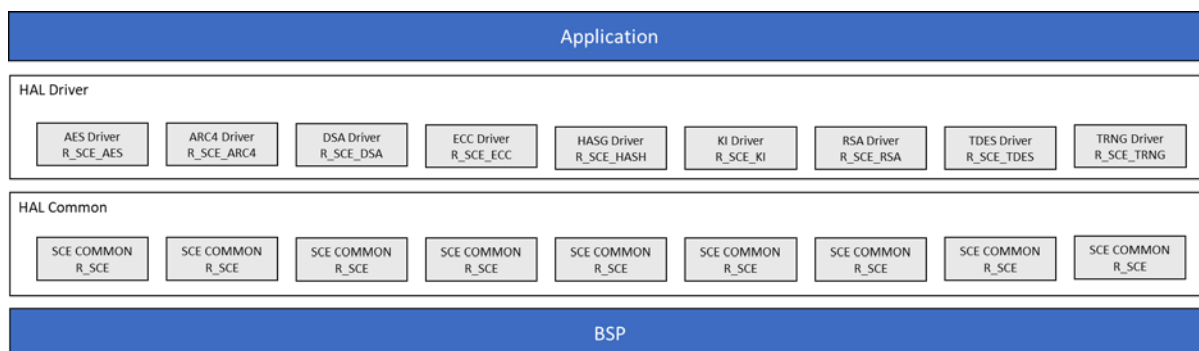 Application
HAL Driver
AES Driver
R_SCE_AES
ARC4 Driver
R_SCE_ARC4
DSA Driver
R_SCE_DSA
ECC Driver
R_SCE_ECC
HASG Driver
R_SCE_HASH
KI Driver
R_SCE_KI
RSA Driver
R_SCE_RSA
TDES Driver
R_SCE_TDES
TRNG Driver
R_SCE_TRNG
HAL Common
SCE COMMON
R_SCE
SCE COMMON
R_SCE
SCE COMMON
R_SCE
SCE COMMON
R_SCE
SCE COMMON
R_SCE
SCE COMMON
R_SCE
SCE COMMON
R_SCE
SCE COMMON
R_SCE
SCE COMMON
R_SCE
BSP